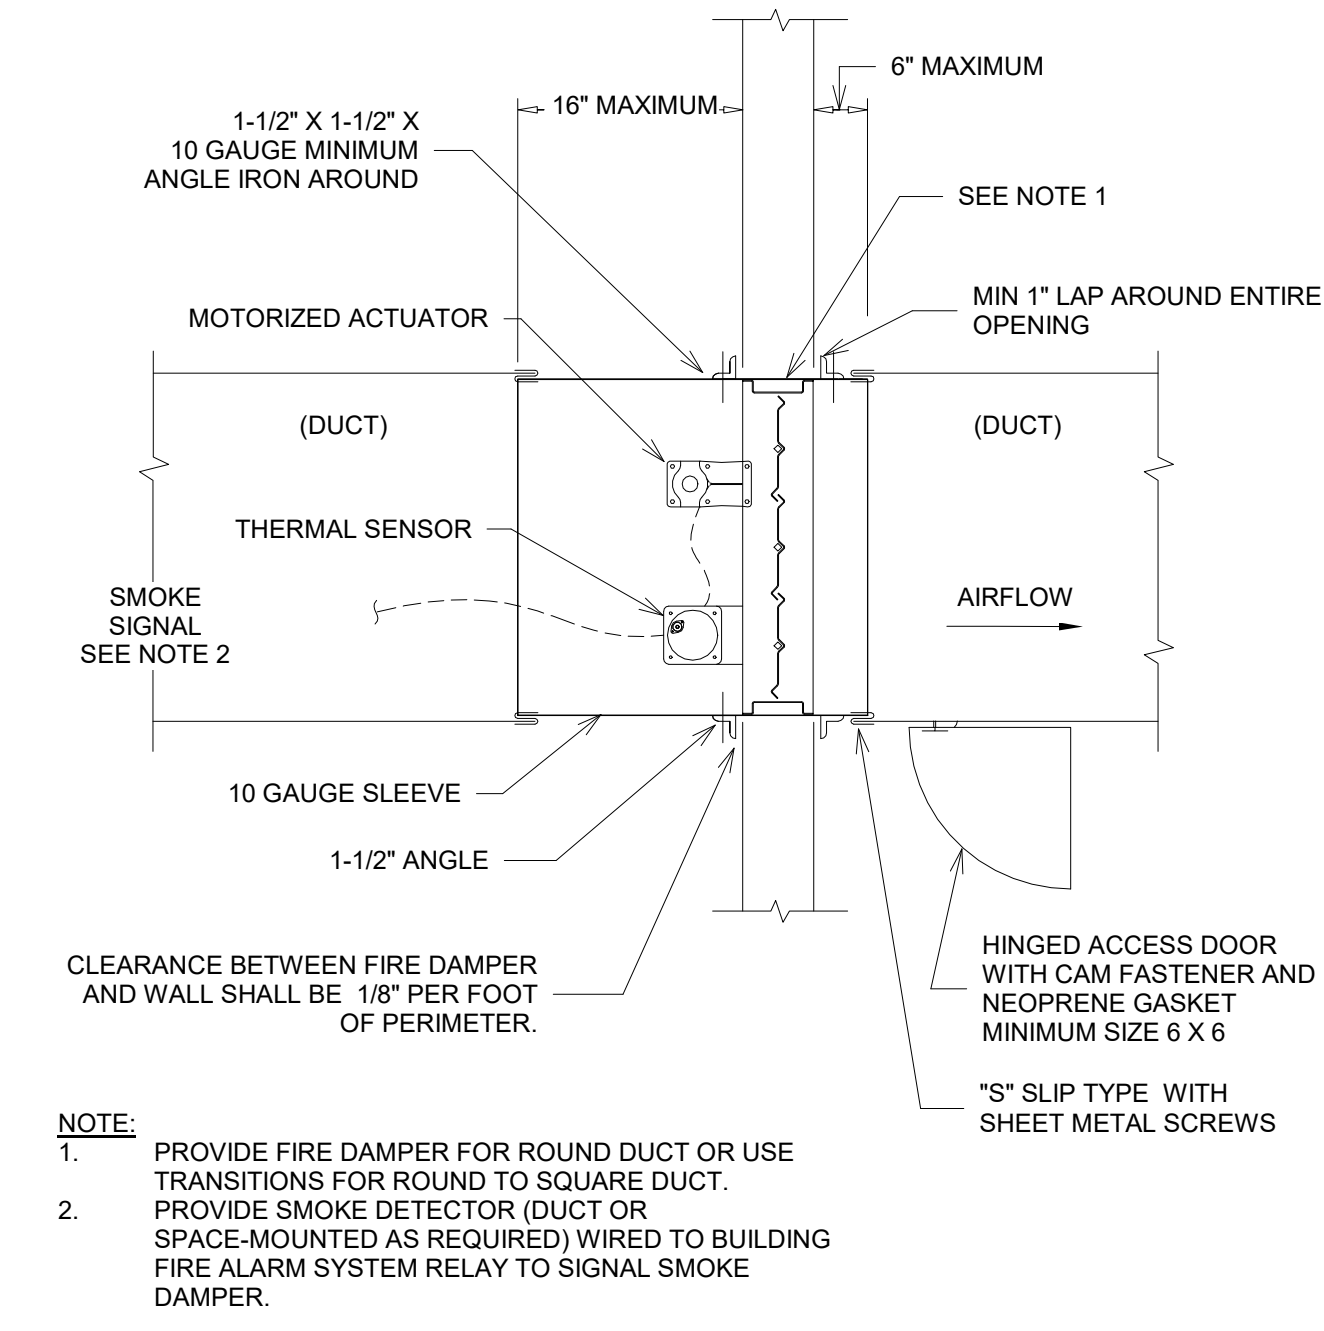 6" MAXIMUM
16" MAXIMUM
1-1/2" X 1-1/2" X
10 GAUGE MINIMUM
ANGLE IRON AROUND
SEE NOTE 1
MIN 1" LAP AROUND ENTIRE
OPENING
MOTORIZED ACTUATOR
(DUCT)
(DUCT)
THERMAL SENSOR
SMOKE
SIGNAL
SEE NOTE 2
AIRFLOW
10 GAUGE SLEEVE
1-1/2" ANGLE
CLEARANCE BETWEEN FIRE DAMPER
AND WALL SHALL BE 1/8" PER FOOT
OF PERIMETER.
HINGED ACCESS DOOR
WITH CAM FASTENER AND
NEOPRENE GASKET
MINIMUM SIZE 6 X 6
"S" SLIP TYPE WITH
SHEET METAL SCREWS
NOTE:
1. PROVIDE FIRE DAMPER FOR ROUND DUCT OR USE
TRANSITIONS FOR ROUND TO SQUARE DUCT.
2. PROVIDE SMOKE DETECTOR (DUCT OR
SPACE-MOUNTED AS REQUIRED) WIRED TO BUILDING
FIRE ALARM SYSTEM RELAY TO SIGNAL SMOKE
DAMPER.